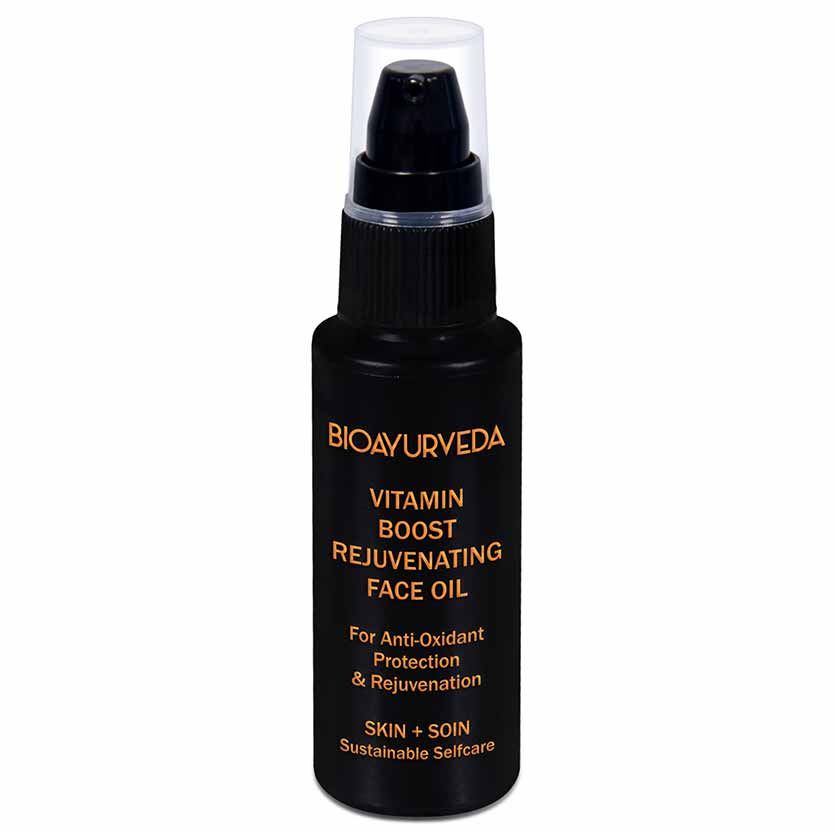 BIOAYURVEDA
VITAMIN
BOOST
REJUVENATING
FACE OIL
For Anti-Oxidant
Protection
& Rejuvenation
SKIN + SOIN
Sustainable Selfcare